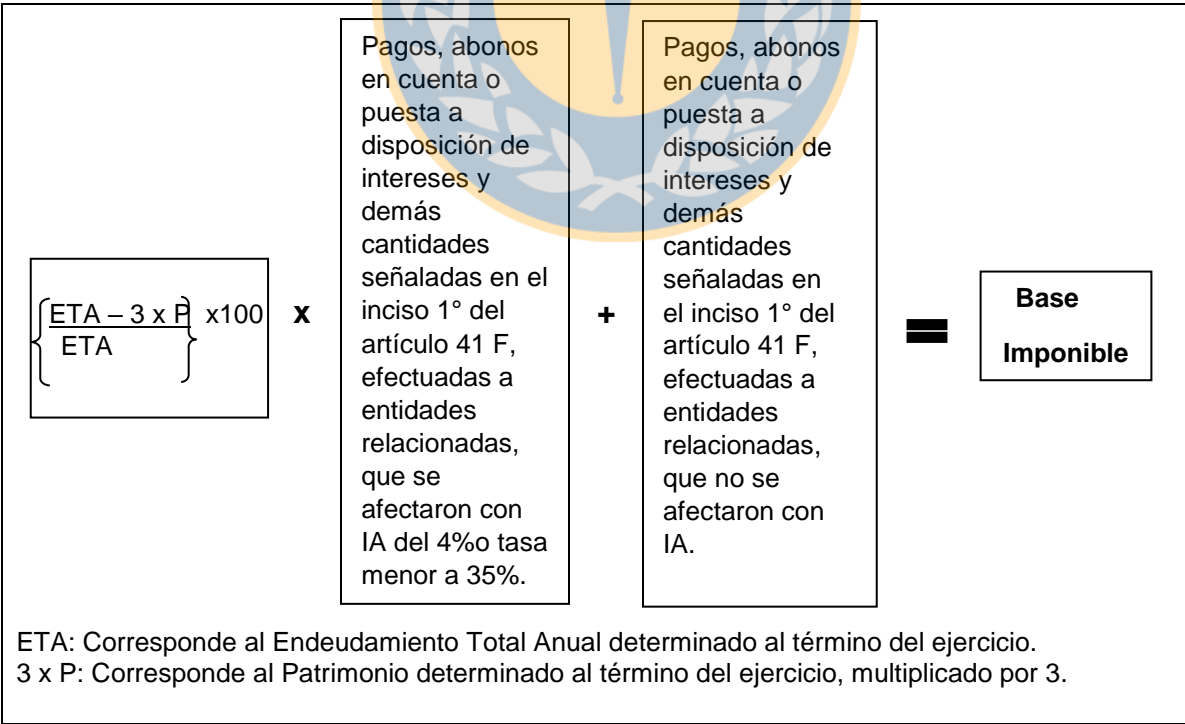 ETA – 3 x P x100
ETA
x
Pagos, abonos
en cuenta o
puesta a
disposición de
intereses y
demás
cantidades
señaladas en el
inciso 1° del
artículo 41 F,
efectuadas a
entidades
relacionadas,
que se
afectaron con
IA del 4%o tasa
menor a 35%.
+
Pagos, abonos
en cuenta o
puesta a
disposición de
intereses y
demás
cantidades
señaladas en
el inciso 1° del
artículo 41 F,
efectuadas a
entidades
relacionadas,
que no se
afectaron con
IA.
=
Base
Imponible
ETA: Corresponde al Endeudamiento Total Anual determinado al término del ejercicio.
3 x P: Corresponde al Patrimonio determinado al término del ejercicio, multiplicado por 3.